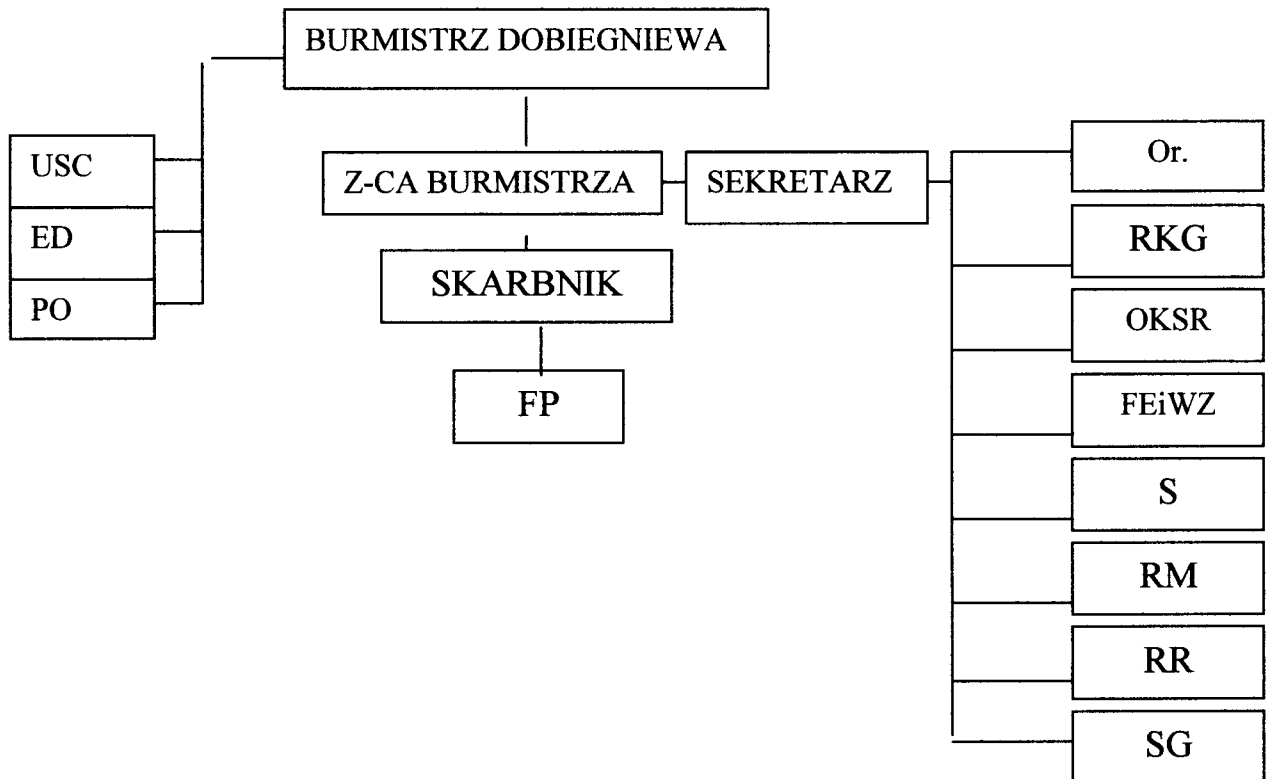 BURMISTRZ DOBIEGNIEWA
USC
ED
PO
Z-CA BURMISTRZA
SEKRETARZ
SKARBNIK
FP
Or.
RKG
OKSR
FEiWZ
S
RM
RR
SG